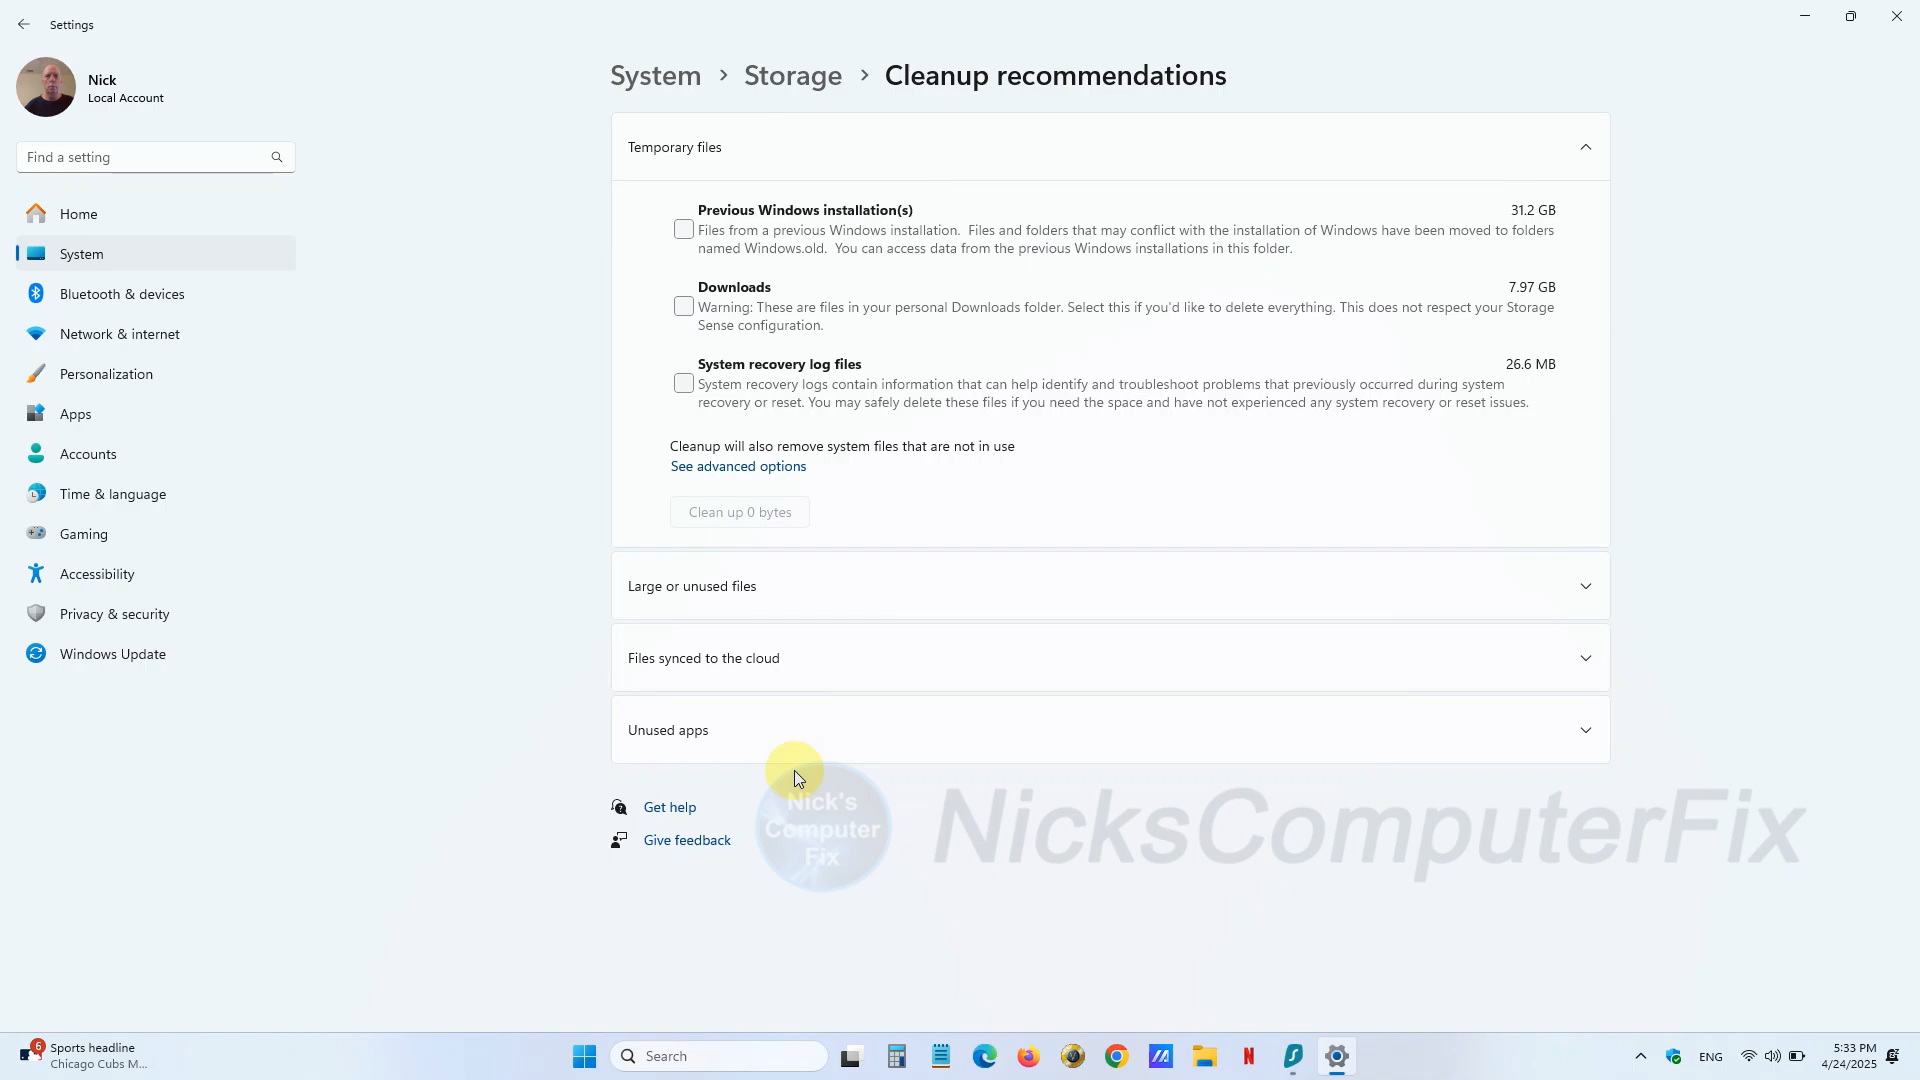 Settings
Nick
Local Account
Find a setting
Home
System
Bluetooth & devices
Network & internet
Personalization
Apps
Accounts
Time & language
Gaming
Accessibility
Privacy & security
Windows Update
System > Storage > Cleanup recommendations
Temporary files
Previous Windows installation(s) 31.2 GB
Files from a previous Windows installation. Files and folders that may conflict with the installation of Windows have been moved to folders
named Windows.old. You can access data from the previous Windows installations in this folder.
Downloads 7.97 GB
Warning: These are files in your personal Downloads folder. Select this if you'd like to delete everything. This does not respect your Storage
Sense configuration.
System recovery log files 26.6 MB
System recovery logs contain information that can help identify and troubleshoot problems that previously occurred during system
recovery or reset. You may safely delete these files if you need the space and have not experienced any system recovery or reset issues.
Cleanup will also remove system files that are not in use
See advanced options
Clean up 0 bytes
Large or unused files
Files synced to the cloud
Unused apps
Get help
Give feedback
Nick's
Computer
Fix
NicksComputerFix
6
Sports headline
Chicago Cubs M...
Search
N
ENG
5:33 PM
4/24/2025